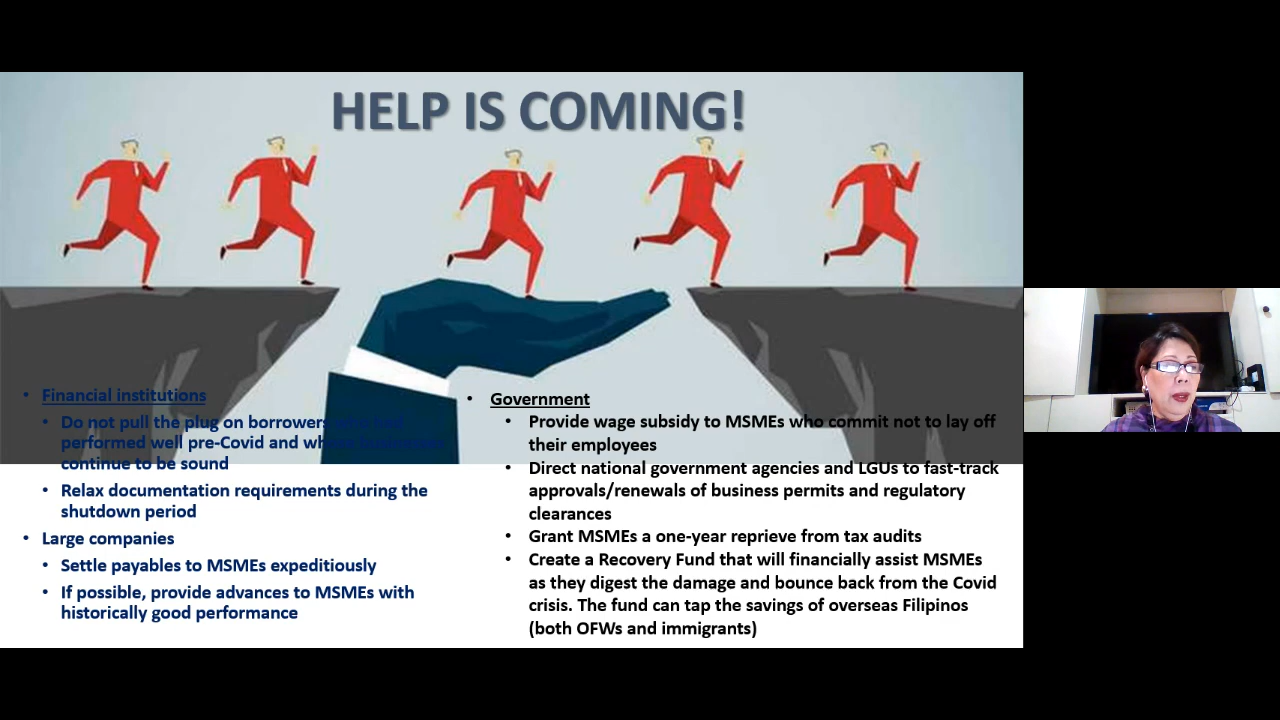 HELP IS COMING!
• Financial institutions
• Do not pull the plug on borrowers who had
performed well pre-Covid and whose businesses
continue to be sound
• Relax documentation requirements during the
shutdown period
• Large companies
• Settle payables to MSMEs expeditiously
• If possible, provide advances to MSMEs with
historically good performance
• Government
• Provide wage subsidy to MSMEs who commit not to lay off
their employees
• Direct national government agencies and LGUs to fast-track
approvals/renewals of business permits and regulatory
clearances
• Grant MSMEs a one-year reprieve from tax audits
• Create a Recovery Fund that will financially assist MSMEs
as they digest the damage and bounce back from the Covid
crisis. The fund can tap the savings of overseas Filipinos
(both OFWs and immigrants)